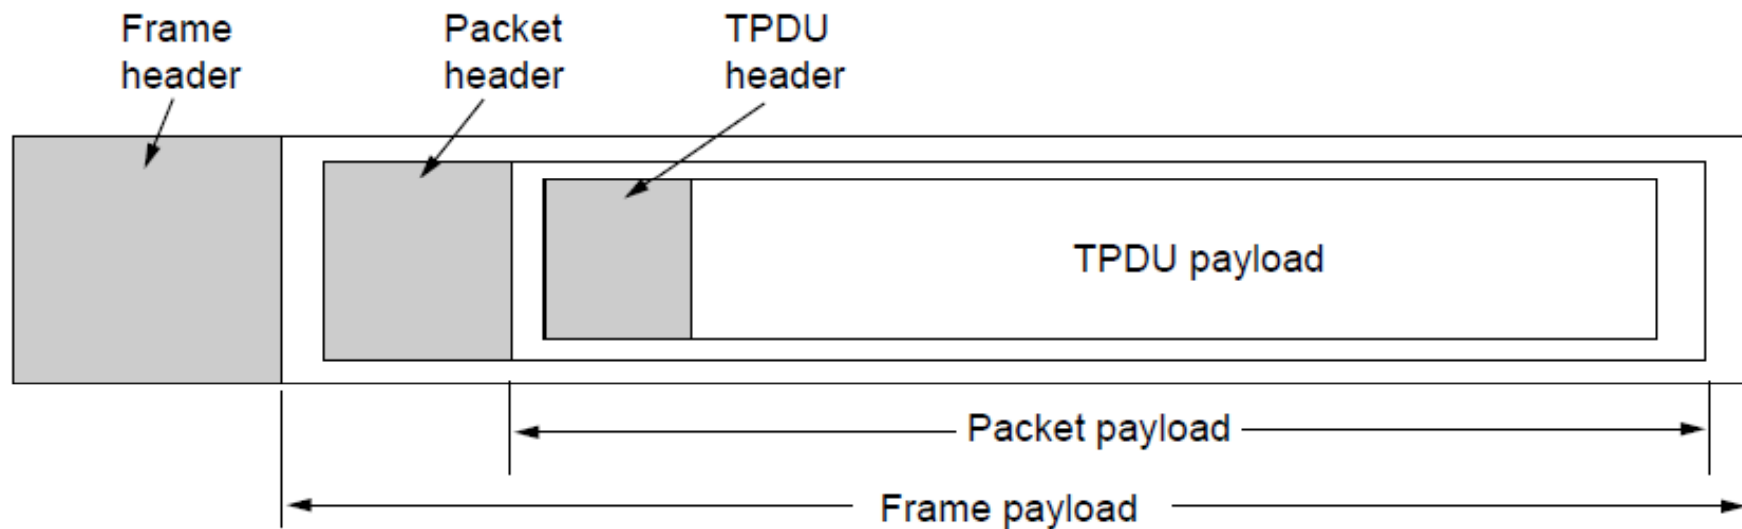 Frame
header
Packet
header
TPDU
header
TPDU payload
Packet payload
Frame payload